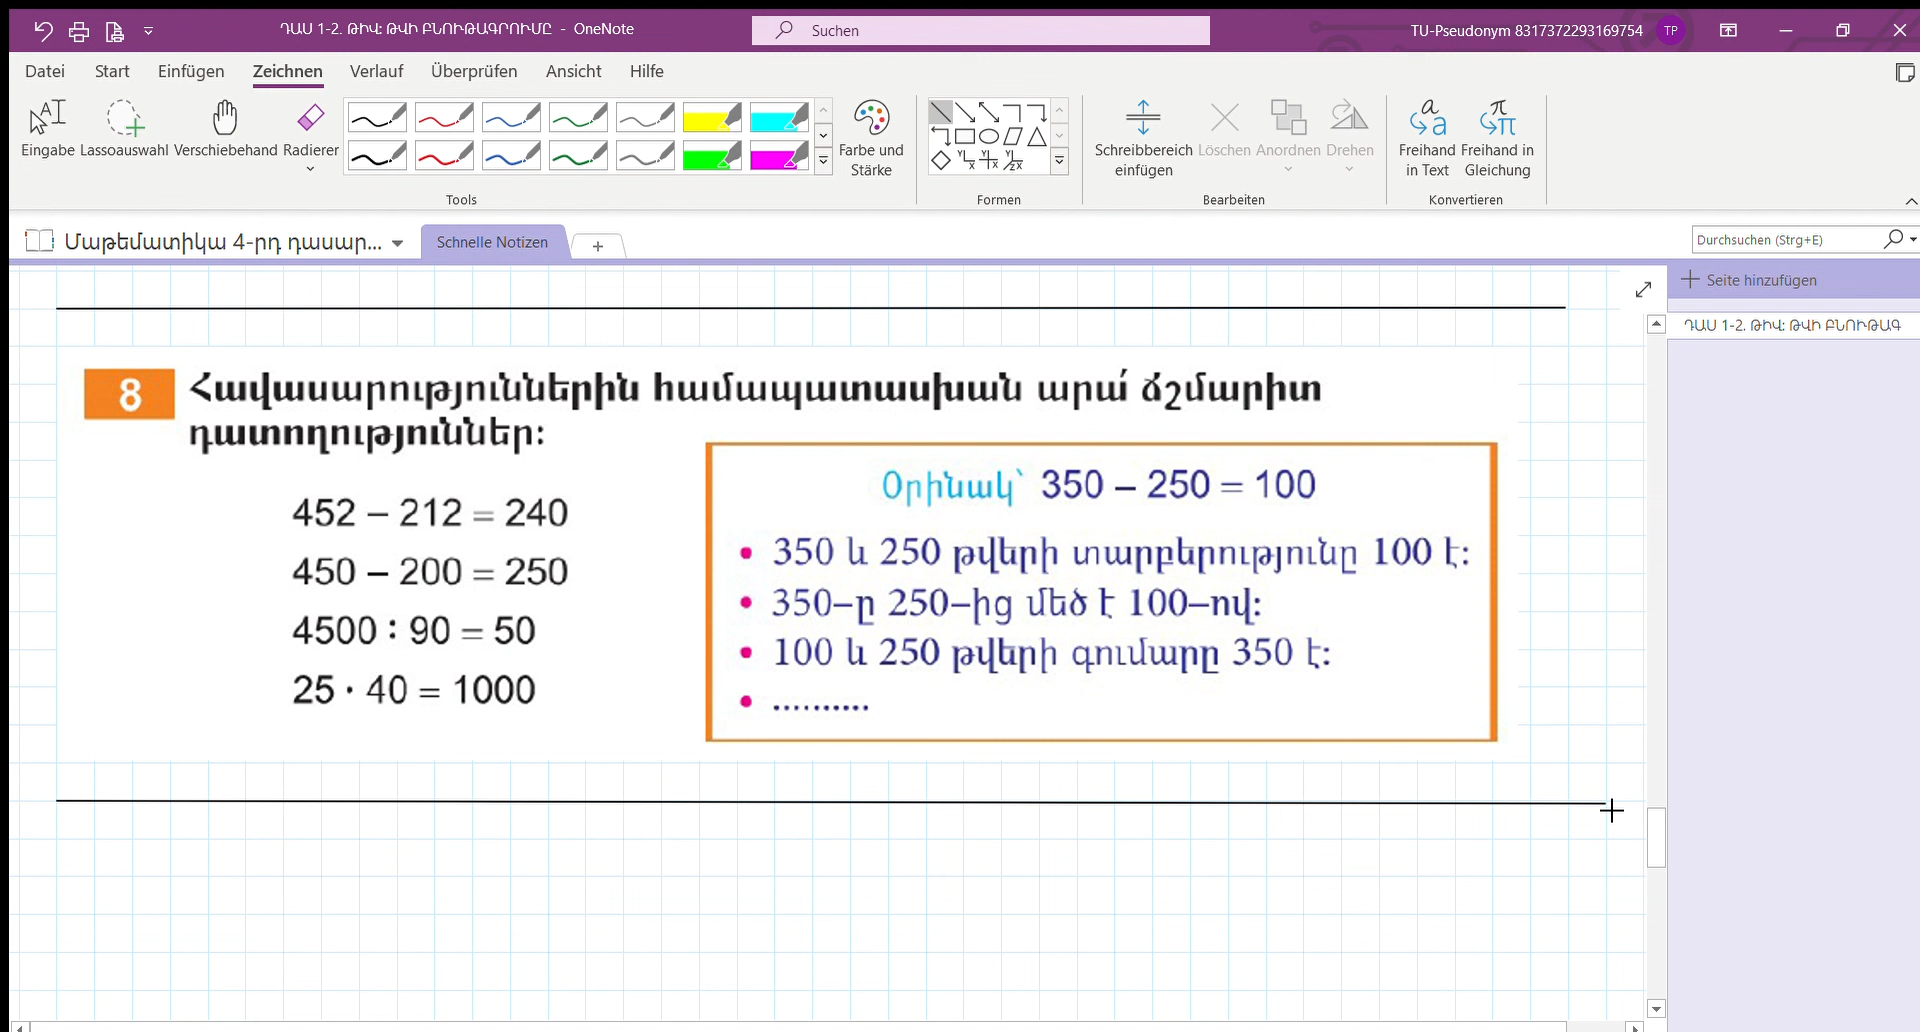 ԴԱՍ 1-2. ԹԻՎ: ԹՎԻ ԲՆՈՒԹԱԳՐՈՒՄԸ - OneNote
Suchen
TU-Pseudonym 8317372293169754
TP
Datei Start Einfügen Zeichnen Verlauf Überprüfen Ansicht Hilfe
Eingabe Lassoauswahl Verschiebehand Radierer
Farbe und Stärke
Schreibbereich einfügen
Löschen Anordnen Drehen
Freihand in Text
Freihand in Gleichung
Tools Formen Bearbeiten Konvertieren
Մաթեմատիկա 4-րդ դասար...
Schnelle Notizen
Durchsuchen (Strg+E)
Seite hinzufügen
ԴԱՍ 1-2. ԹԻՎ: ԹՎԻ ԲՆՈՒԹԱԳ
8 Հավասարություններին համապատասխան արա՛ ճշմարիտ
դատողություններ:
452 – 212 = 240
450 – 200 = 250
4500 : 90 = 50
25 · 40 = 1000
Օրինակ՝ 350 – 250 = 100
• 350 և 250 թվերի տարբերությունը 100 է:
• 350–ը 250–ից մեծ է 100–ով:
• 100 և 250 թվերի գումարը 350 է:
• ..........